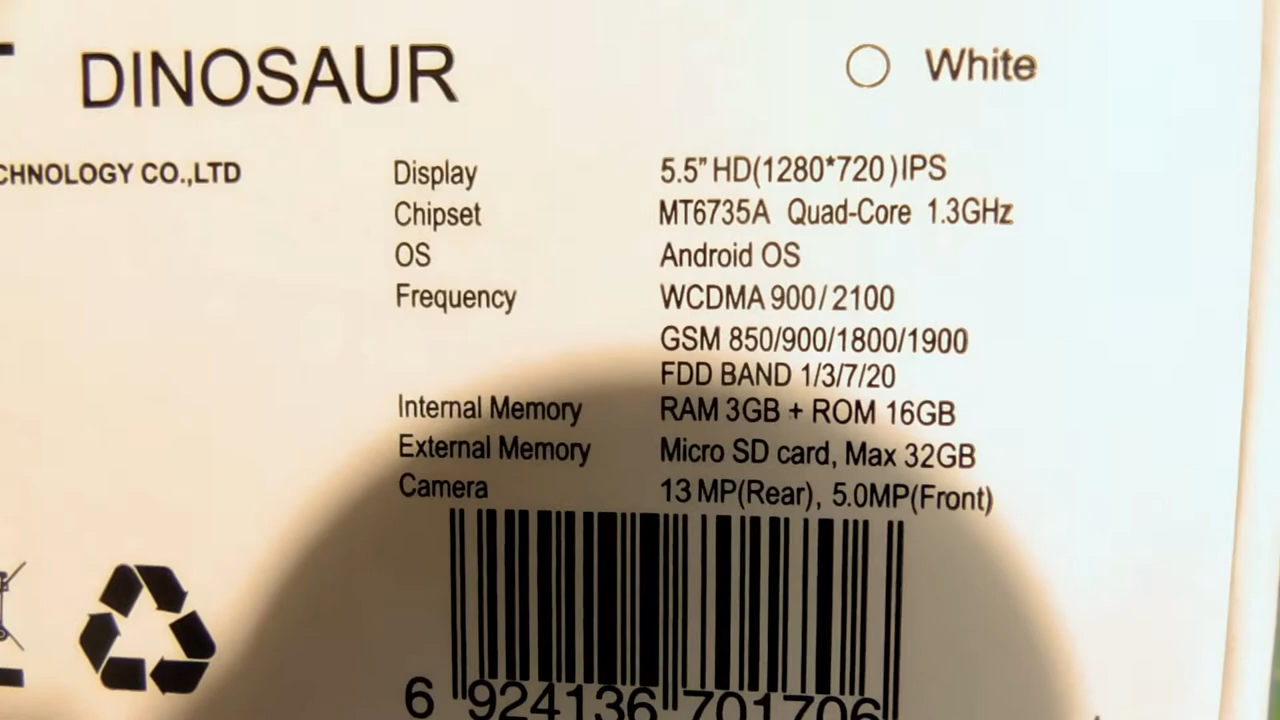 DINOSAUR
White
CHNOLOGY CO.,LTD
Display 5.5" HD(1280*720)IPS
Chipset MT6735A Quad-Core 1.3GHz
OS Android OS
Frequency WCDMA 900/2100
GSM 850/900/1800/1900
FDD BAND 1/3/7/20
Internal Memory RAM 3GB + ROM 16GB
External Memory Micro SD card, Max 32GB
Camera 13 MP(Rear), 5.0MP(Front)
6 924136 701706